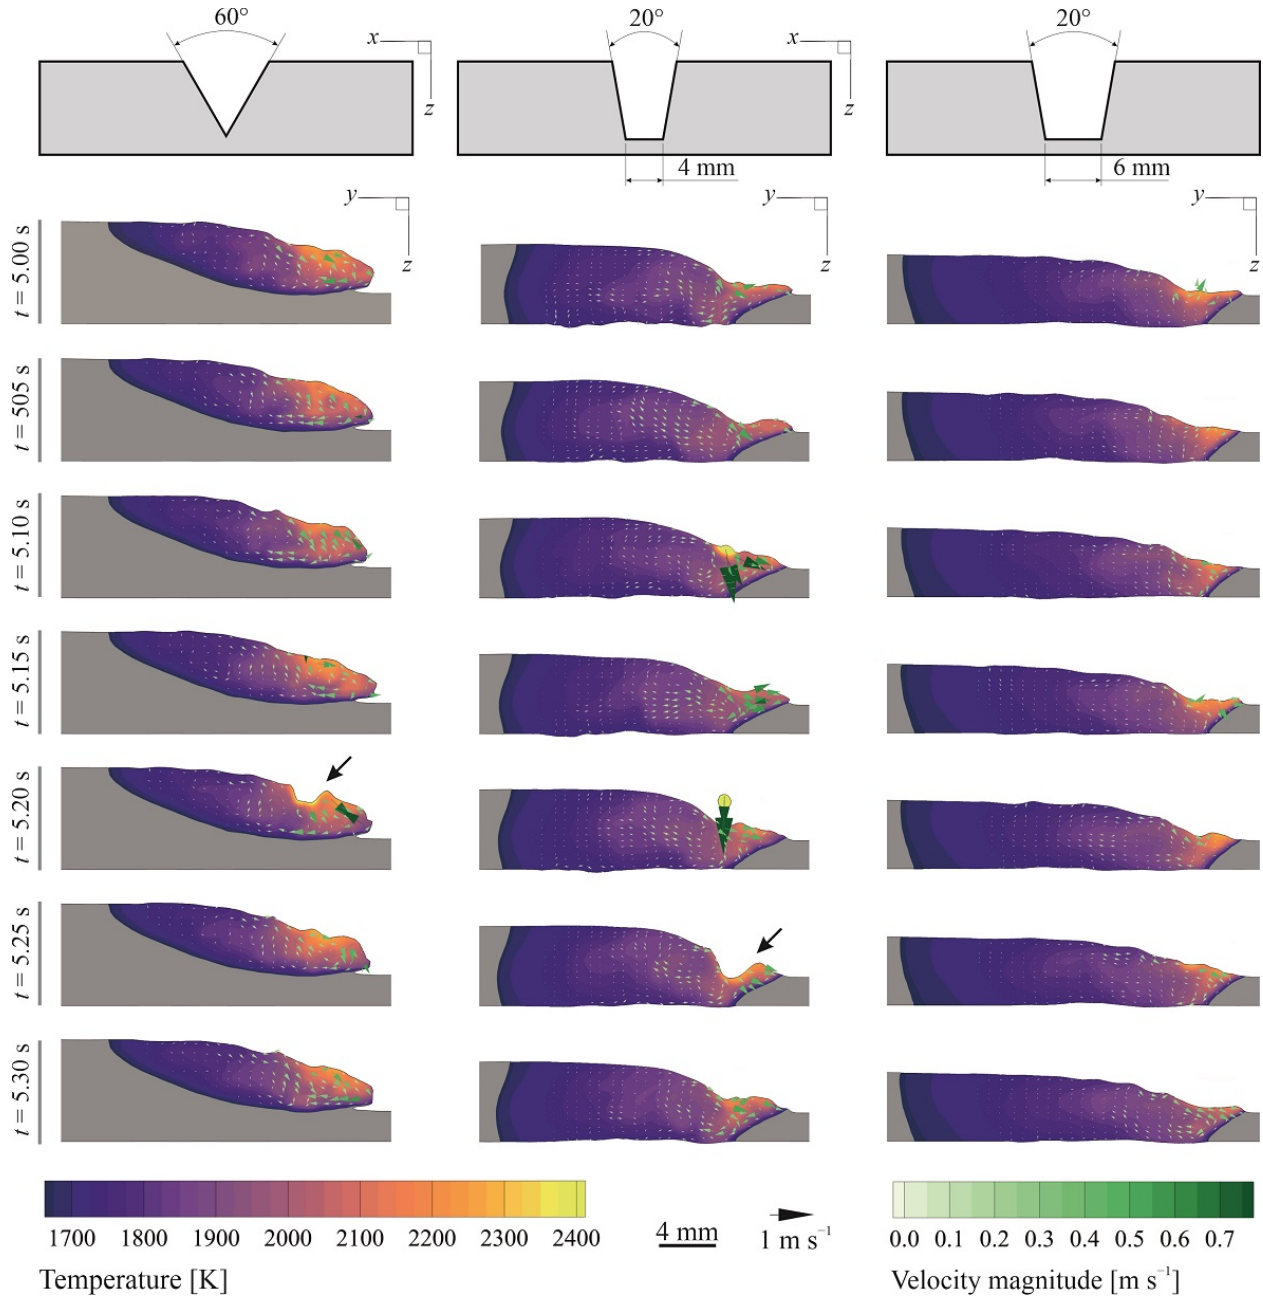 60°
20°
20°
x
x
x
z
z
z
4 mm
6 mm
y
y
y
z
z
z
t = 5.00 s
t = 505 s
t = 5.10 s
t = 5.15 s
t = 5.20 s
t = 5.25 s
t = 5.30 s
1700 1800 1900 2000 2100 2200 2300 2400
Temperature [K]
4 mm
1 m s⁻¹
0.0 0.1 0.2 0.3 0.4 0.5 0.6 0.7
Velocity magnitude [m s⁻¹]